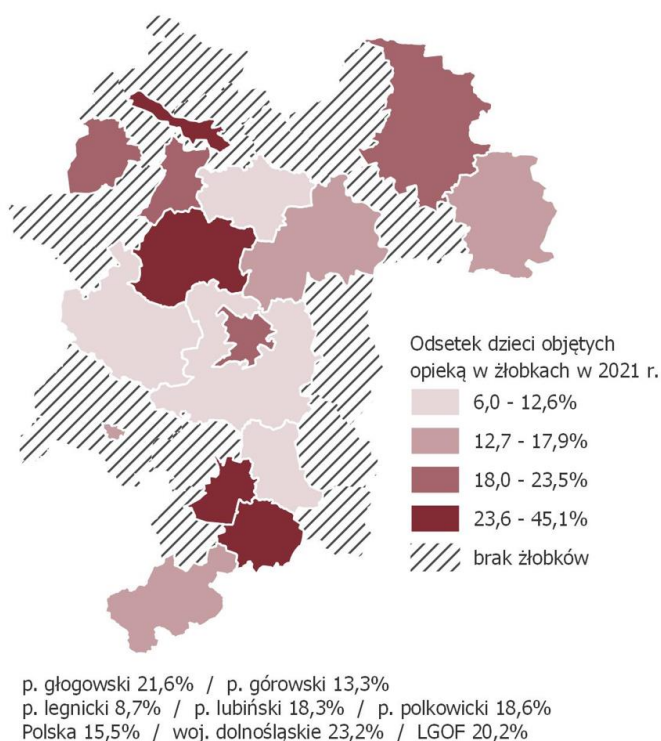 Odsetek dzieci objętych
opieką w żłobkach w 2021 r.
6,0 - 12,6%
12,7 - 17,9%
18,0 - 23,5%
23,6 - 45,1%
brak żłobków
p. głogowski 21,6% / p. górowski 13,3%
p. legnicki 8,7% / p. lubiński 18,3% / p. polkowicki 18,6%
Polska 15,5% / woj. dolnośląskie 23,2% / LGOF 20,2%